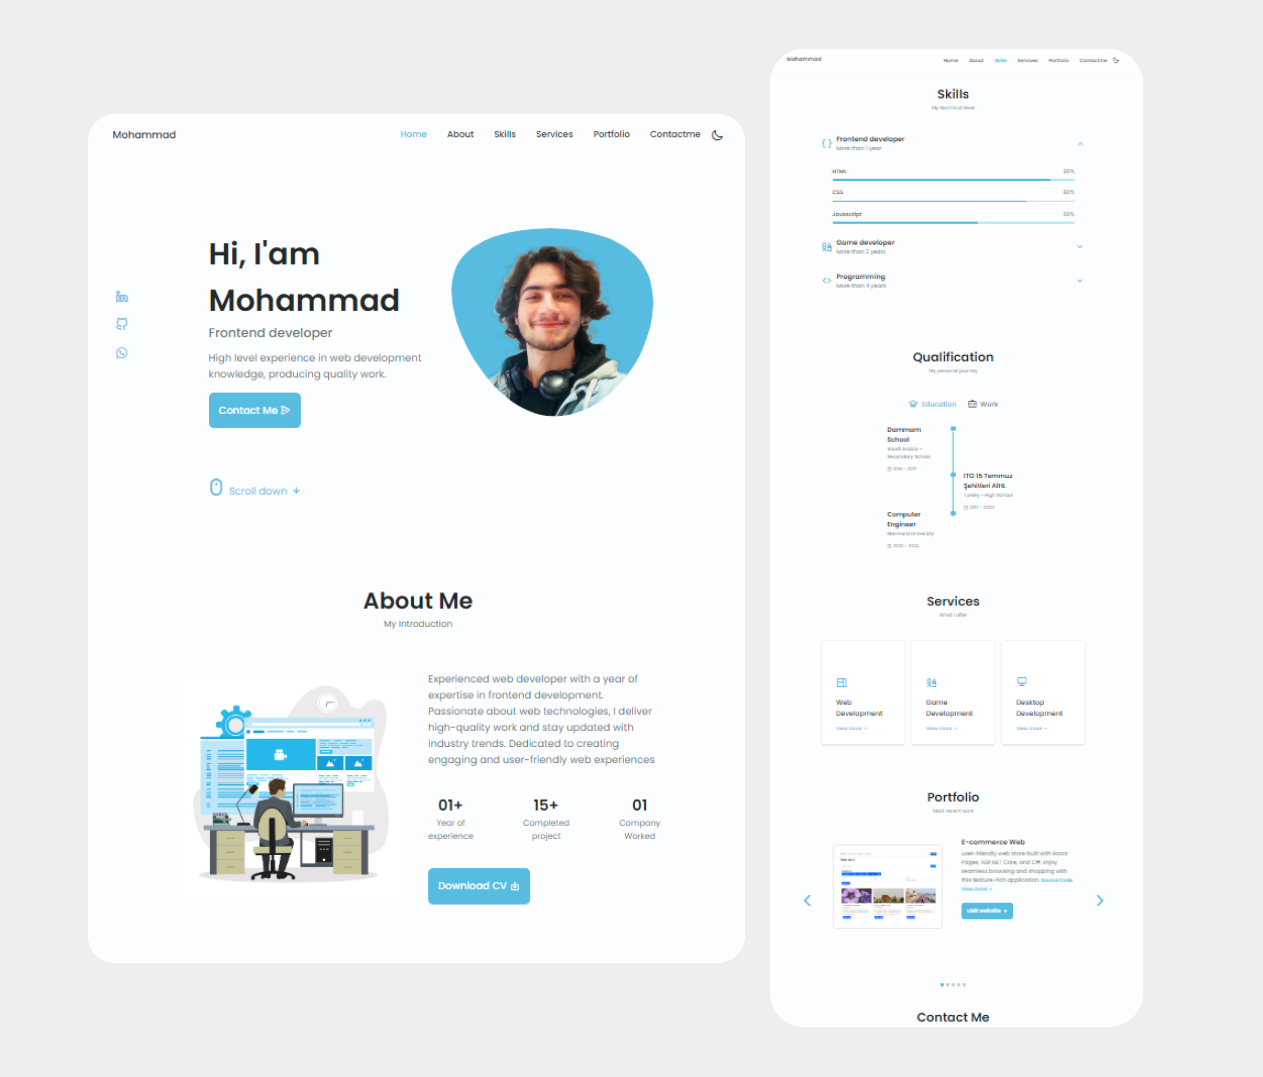 Mohammad
Home About Skills Services Portfolio Contactme
Hi, I'am
Mohammad
Frontend developer
High level experience in web development
knowledge, producing quality work.
Contact Me
Scroll down
About Me
My Introduction
Experienced web developer with a year of
expertise in frontend development.
Passionate about web technologies, I deliver
high-quality work and stay updated with
industry trends. Dedicated to creating
engaging and user-friendly web experiences
01+
Year of
experience
15+
Completed
project
01
Company
Worked
Download CV
Mohammad
Home About Skills Services Portfolio Contactme
Skills
My technical level
Frontend developer
More than 1 year
HTML 90%
CSS 80%
Javascript 60%
Game developer
More than 2 years
Programming
More than 4 years
Qualification
My personal journey
Education Work
Dammam
School
Saudi Arabia -
Secondary School
ITO 15 Temmuz
Şehitleri AIHL
Turkey - High School
Computer
Engineer
Marmara University
Services
What I offer
Web
Development
View more
Game
Development
View more
Desktop
Development
View more
Portfolio
Most recent work
E-commerce Web
user-friendly web store built with Razor
Pages, ASP.NET Core, and C#. Enjoy
seamless browsing and shopping with
this feature-rich application.
View more
visit website
Contact Me